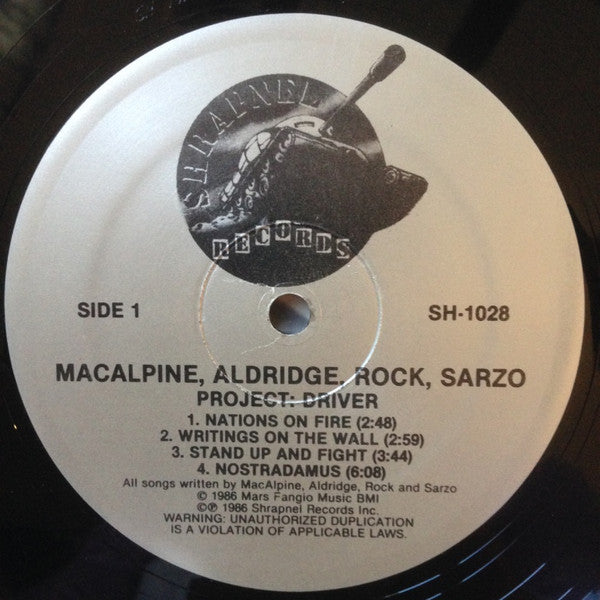 SHRAPNEL
RECORDS
SIDE 1
SH-1028
MACALPINE, ALDRIDGE, ROCK, SARZO
PROJECT: DRIVER
1. NATIONS ON FIRE (2:48)
2. WRITINGS ON THE WALL (2:59)
3. STAND UP AND FIGHT (3:44)
4. NOSTRADAMUS (6:08)
All songs written by MacAlpine, Aldridge, Rock and Sarzo
© 1986 Mars Fangio Music BMI
©℗ 1986 Shrapnel Records Inc.
WARNING: UNAUTHORIZED DUPLICATION
IS A VIOLATION OF APPLICABLE LAWS.